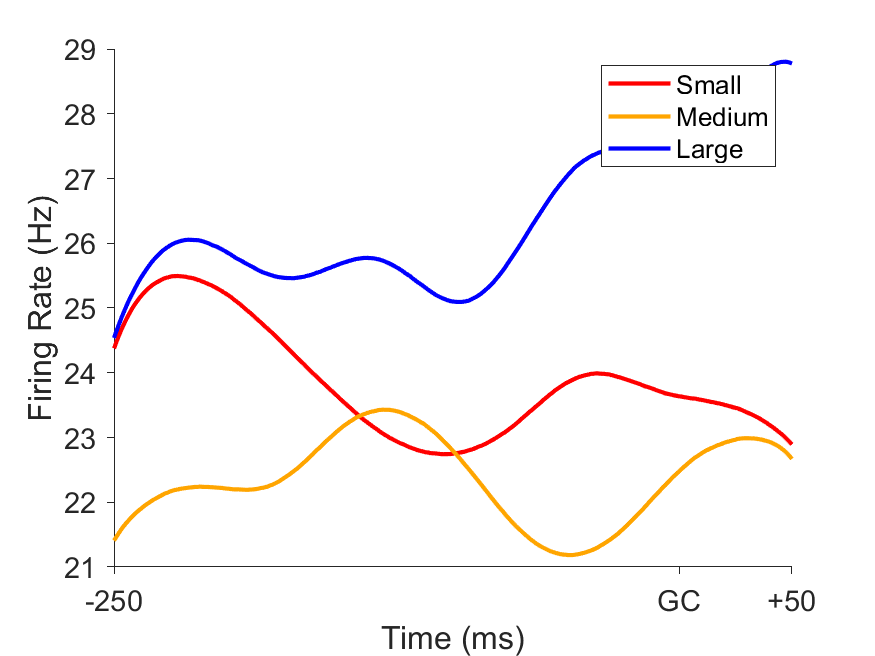 29
28
27
26
25
24
23
22
21
Firing Rate (Hz)
Small
Medium
Large
-250
GC
+50
Time (ms)